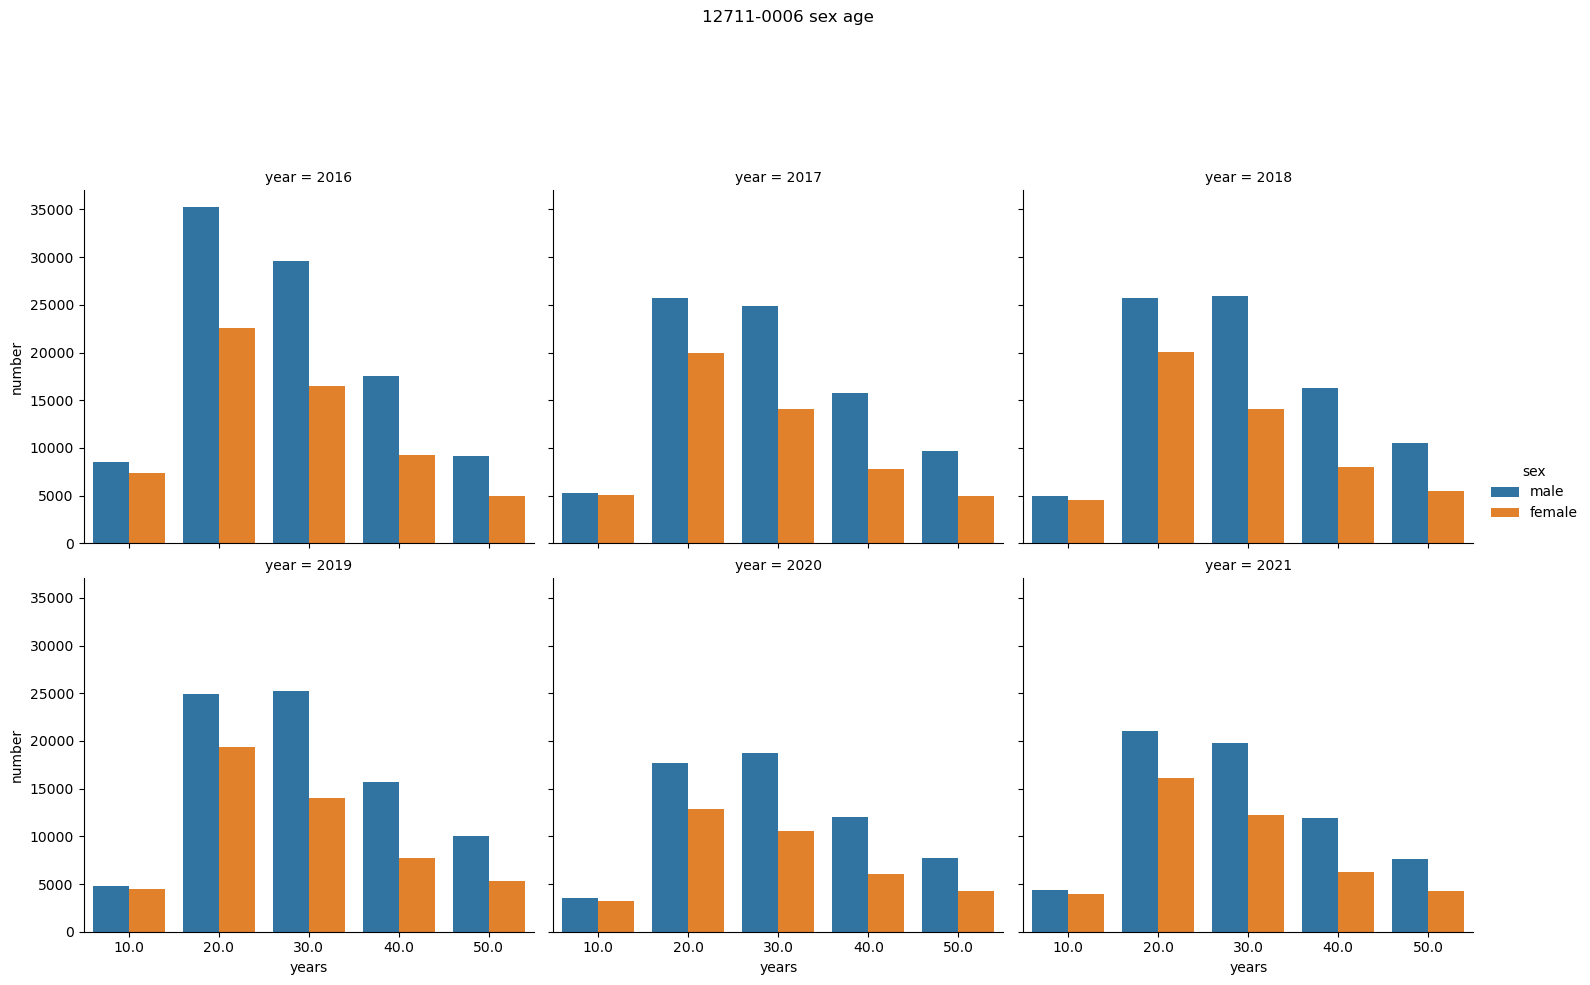 12711-0006 sex age
year = 2016
year = 2017
year = 2018
35000
30000
25000
20000
15000
10000
5000
0
number
sex
male
female
year = 2019
year = 2020
year = 2021
35000
30000
25000
20000
15000
10000
5000
0
number
10.0 20.0 30.0 40.0 50.0
10.0 20.0 30.0 40.0 50.0
10.0 20.0 30.0 40.0 50.0
years
years
years